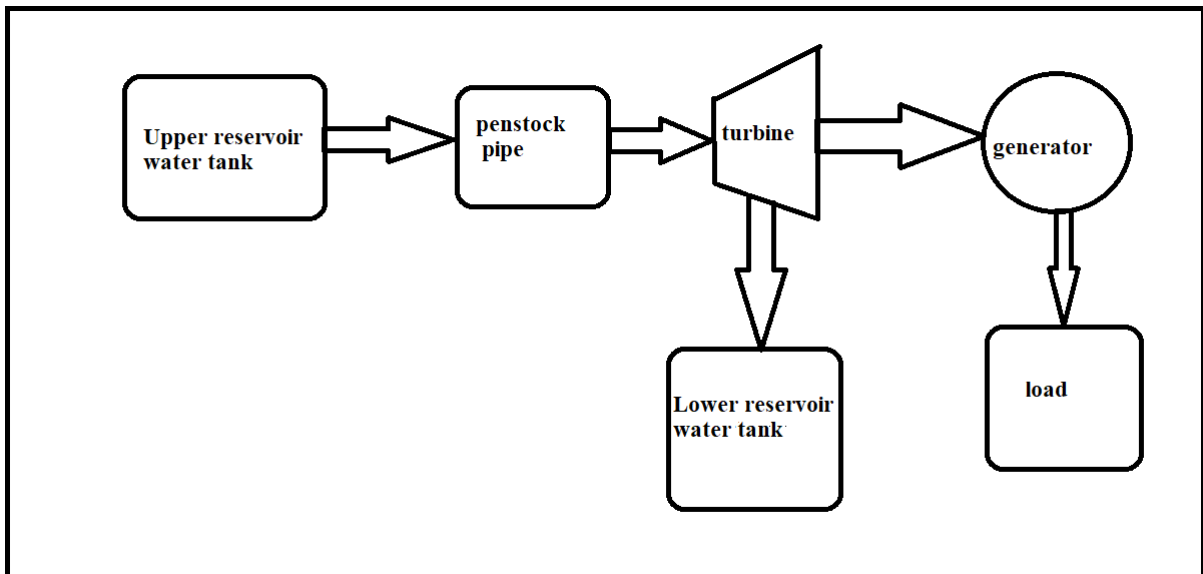 Upper reservoir
water tank
penstock
pipe
turbine
generator
Lower reservoir
water tank
load